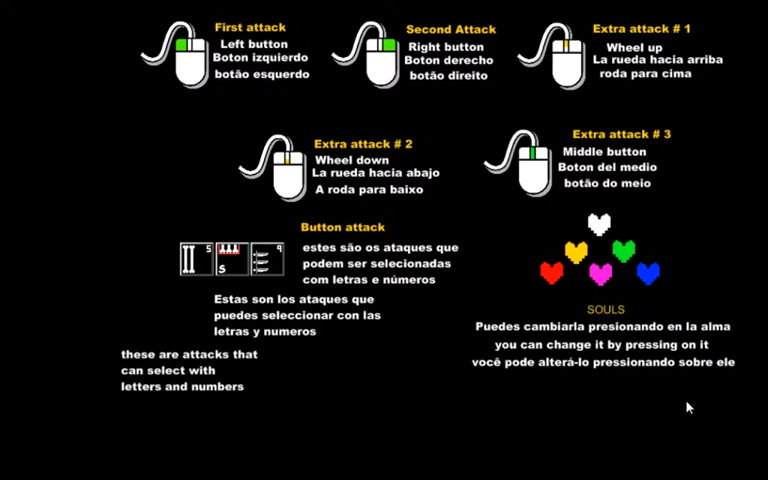 First attack
Left button
Boton izquierdo
botão esquerdo
Second Attack
Right button
Boton derecho
botão direito
Extra attack # 1
Wheel up
La rueda hacia arriba
roda para cima
Extra attack # 2
Wheel down
La rueda hacia abajo
A roda para baixo
Extra attack # 3
Middle button
Boton del medio
botão do meio
Button attack
5
S
9
estes são os ataques que
podem ser selecionadas
com letras e números
Estas son los ataques que
puedes seleccionar con las
letras y numeros
these are attacks that
can select with
letters and numbers
SOULS
Puedes cambiarla presionando en la alma
you can change it by pressing on it
você pode alterá-lo pressionando sobre ele